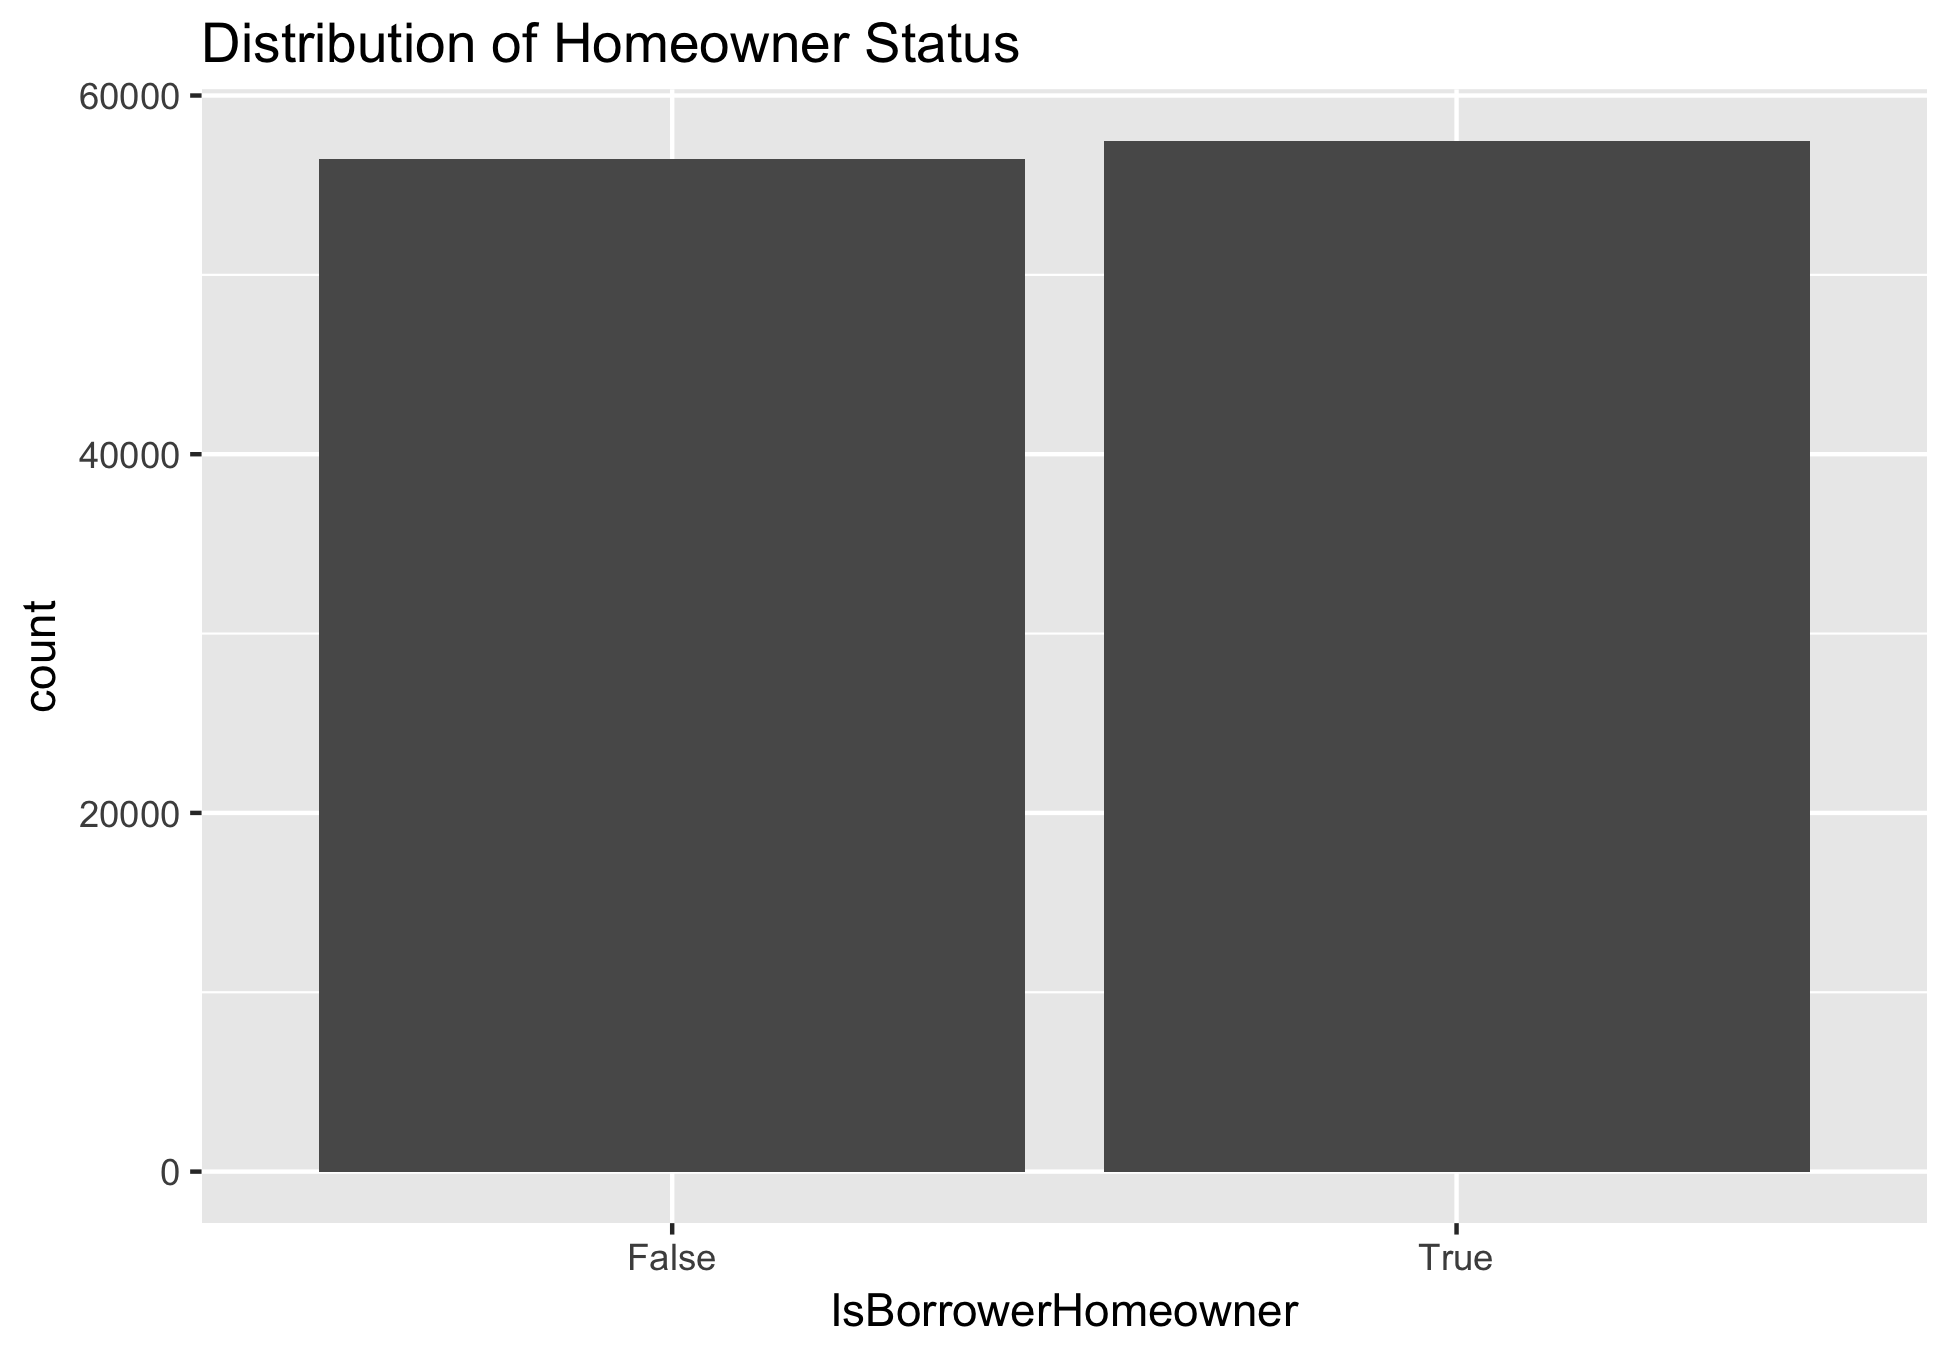 Distribution of Homeowner Status
60000
40000
20000
0
count
False True
IsBorrowerHomeowner